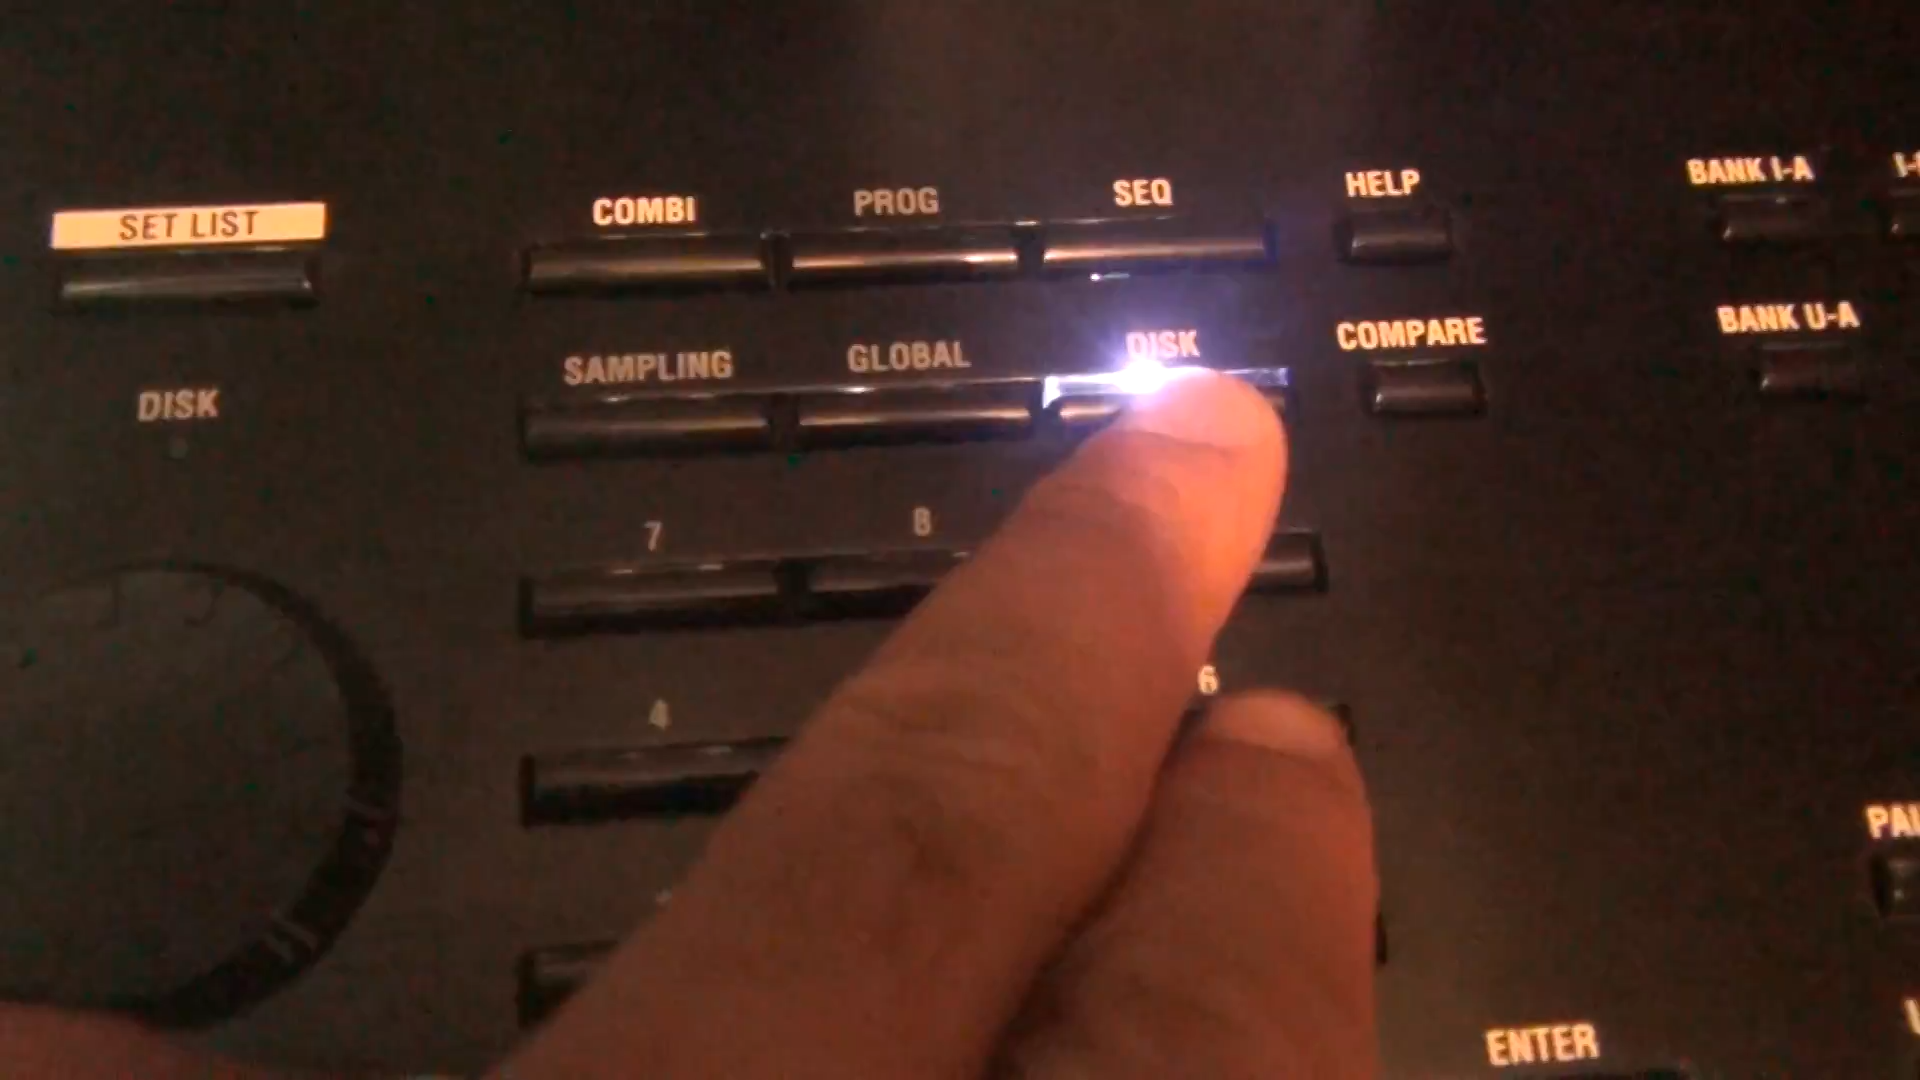 SET LIST
COMBI
PROG
SEQ
HELP
BANK I-A
DISK
SAMPLING
GLOBAL
DISK
COMPARE
BANK U-A
7
8
4
6
ENTER